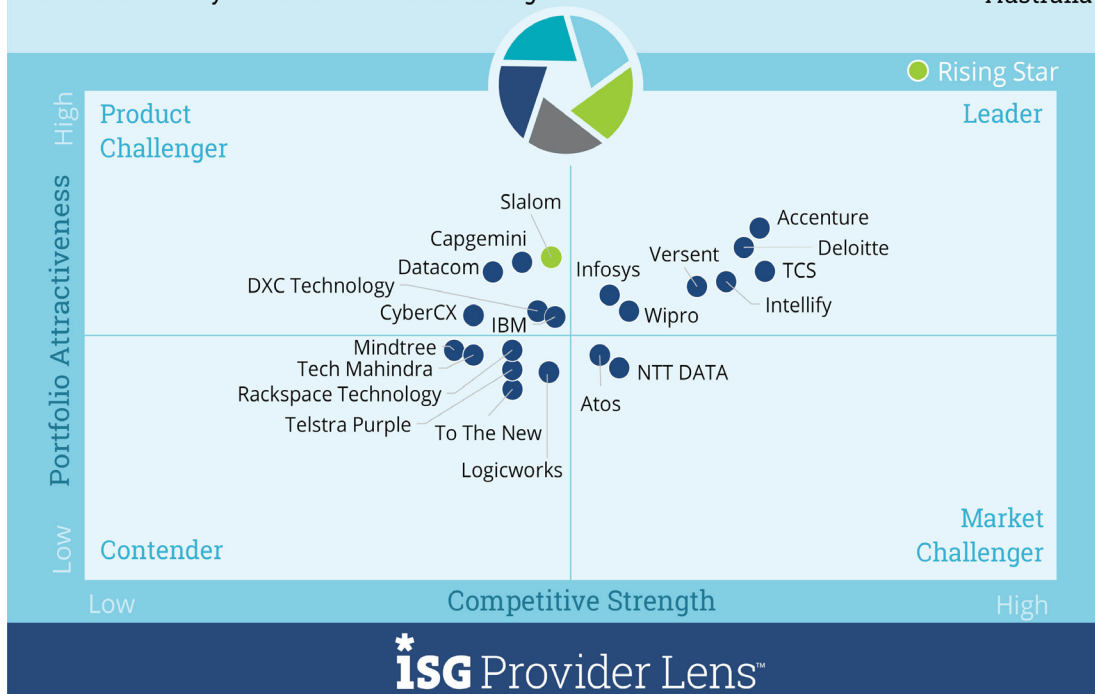 Australia
Rising Star
High
Product
Challenger
Leader
Slalom
Accenture
Capgemini
Deloitte
Versent
Datacom
Infosys
TCS
DXC Technology
Intellify
CyberCX
Wipro
IBM
Portfolio Attractiveness
Mindtree
Tech Mahindra
NTT DATA
Rackspace Technology
Atos
Telstra Purple
To The New
Logicworks
Market
Challenger
Contender
Low
Low
Competitive Strength
High
ISG Provider Lens™